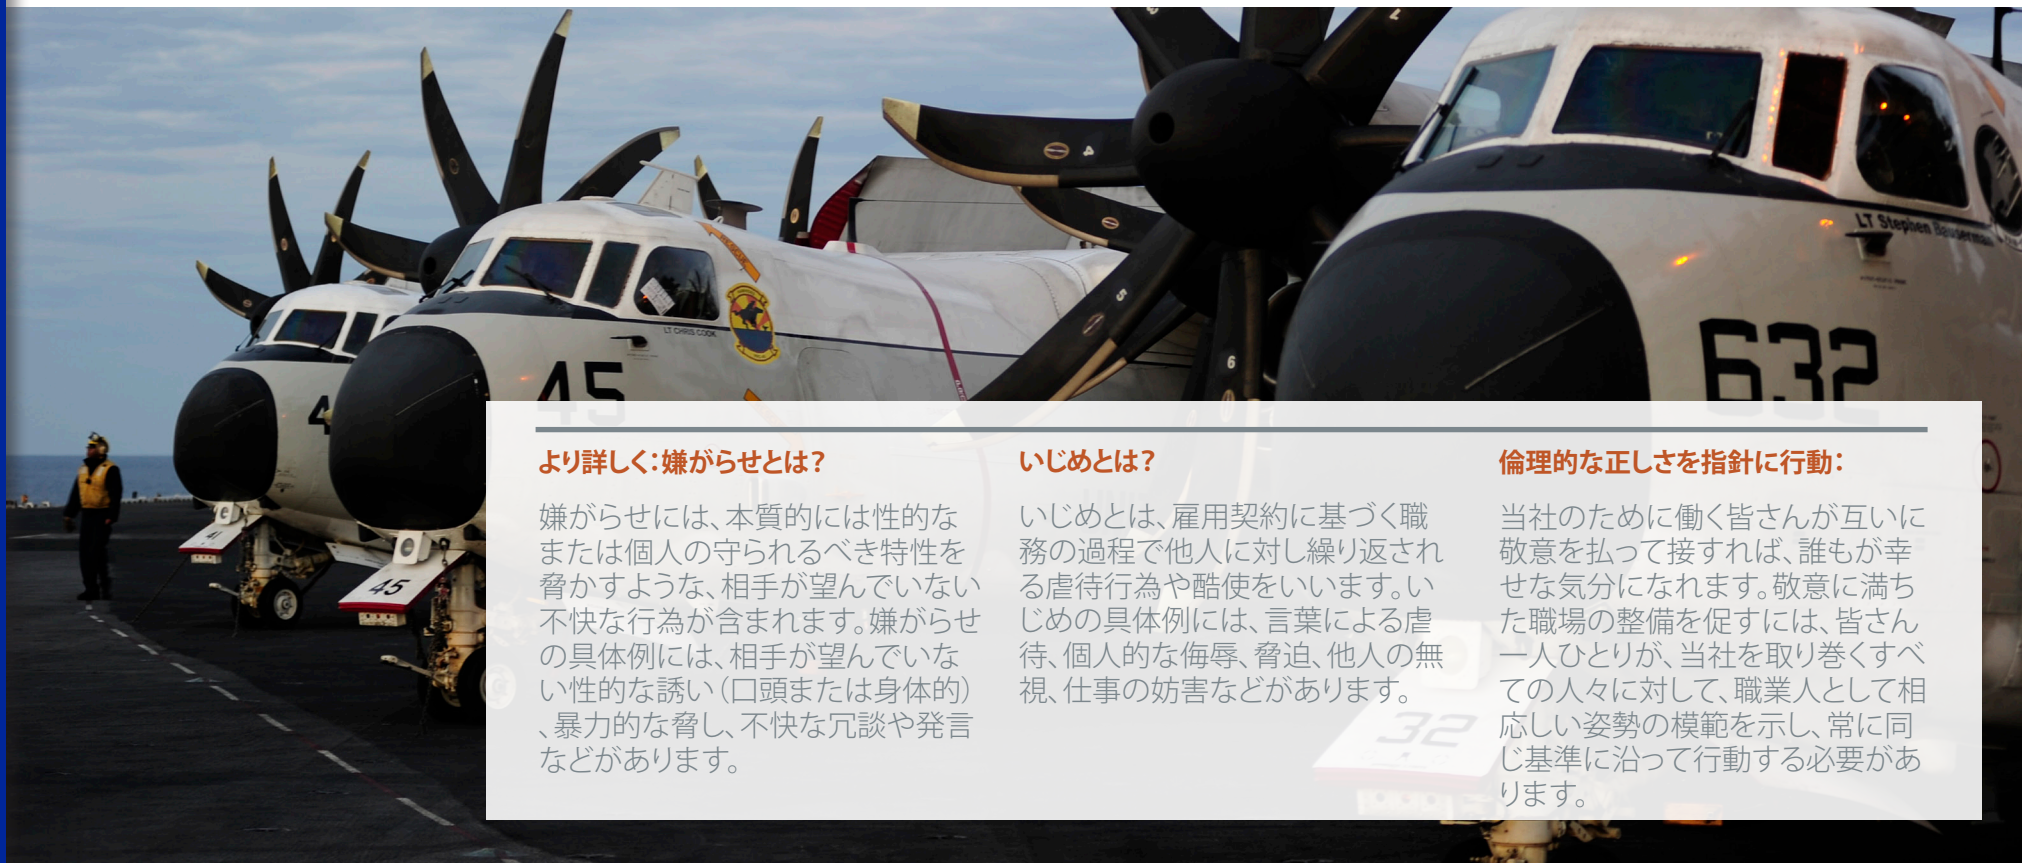 LT Stephen Bauderman
RESCUE
LT CHRIS COOK
632
45
4
4
5
6
G
41
O
45
32
より詳しく：嫌がらせとは？
嫌がらせには、本質的には性的な
または個人の守られるべき特性を
脅かすような、相手が望んでいない
不快な行為が含まれます。嫌がらせ
の具体例には、相手が望んでいな
い性的な誘い（口頭または身体的）
、暴力的な脅し、不快な冗談や発言
などがあります。
いじめとは？
いじめとは、雇用契約に基づく職
務の過程で他人に対し繰り返され
る虐待行為や酷使をいいます。い
じめの具体例には、言葉による虐
待、個人的な侮辱、脅迫、他人の無
視、仕事の妨害などがあります。
倫理的な正しさを指針に行動：
当社のために働く皆さんが互いに
敬意を払って接すれば、誰もが幸
せな気分になれます。敬意に満ち
た職場の整備を促すには、皆さん
一人ひとりが、当社を取り巻くすべ
ての人々に対して、職業人として相
応しい姿勢の模範を示し、常に同
じ基準に沿って行動する必要があ
ります。